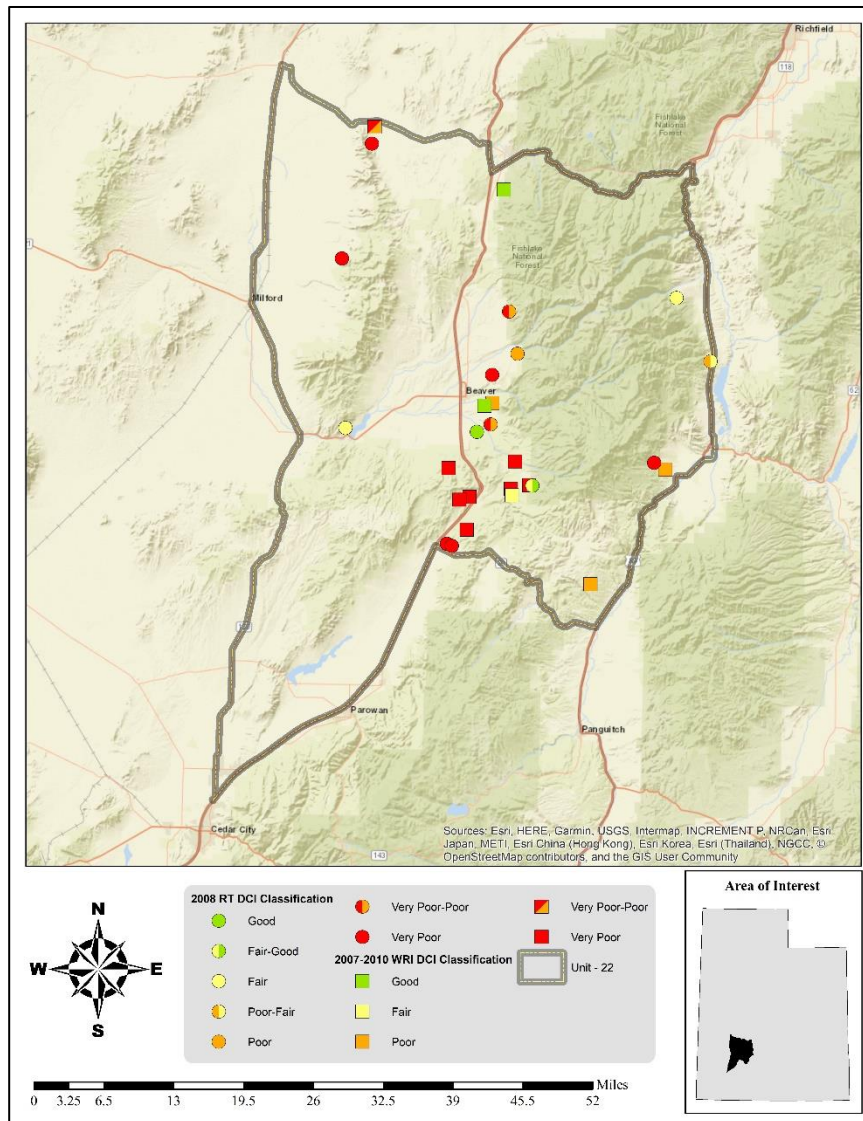 Richfield
118
Fishlake
National
Forest
Fishlake
National
Forest
Milford
Beaver
62
Parowan
Panguitch
Cedar City
143
Sources: Esri, HERE, Garmin, USGS, Intermap, INCREMENT P, NRCan, Esri
Japan, METI, Esri China (Hong Kong), Esri Korea, Esri (Thailand), NGCC, ©
OpenStreetMap contributors, and the GIS User Community
N
W E
S
2008 RT DCI Classification
Good
Fair-Good
Fair
Poor-Fair
Poor
Very Poor-Poor
Very Poor
2007-2010 WRI DCI Classification
Good
Fair
Poor
Very Poor-Poor
Very Poor
Unit - 22
Area of Interest
Miles
0 3.25 6.5 13 19.5 26 32.5 39 45.5 52